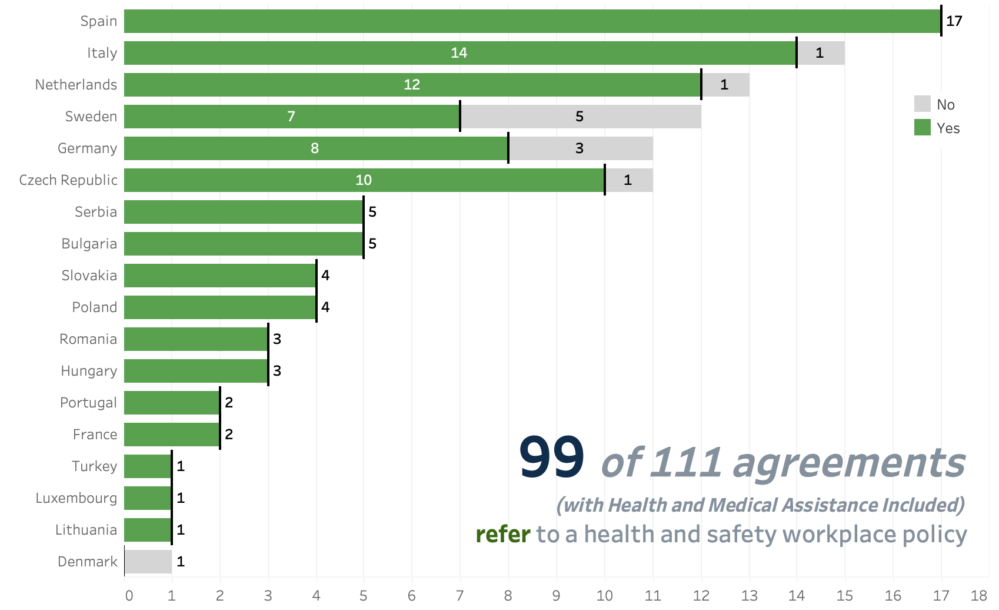 Spain 17
Italy 14 1
Netherlands 12 1
Sweden 7 5
Germany 8 3
Czech Republic 10 1
Serbia 5
Bulgaria 5
Slovakia 4
Poland 4
Romania 3
Hungary 3
Portugal 2
France 2
Turkey 1
Luxembourg 1
Lithuania 1
Denmark 1
0 1 2 3 4 5 6 7 8 9 10 11 12 13 14 15 16 17 18
No
Yes
99 of 111 agreements
(with Health and Medical Assistance Included)
refer to a health and safety workplace policy